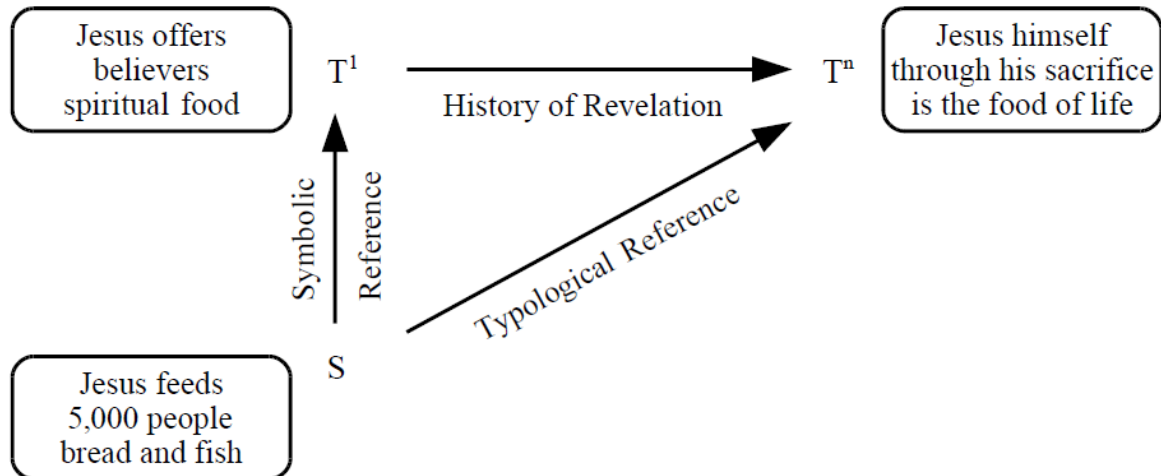 Jesus offers
believers
spiritual food
T¹
History of Revelation
Tⁿ
Jesus himself
through his sacrifice
is the food of life
Symbolic
Reference
Typological Reference
S
Jesus feeds
5,000 people
bread and fish